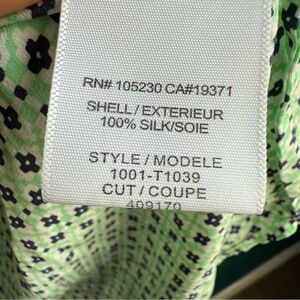 RN# 105230 CA#19371
SHELL/EXTERIEUR
100% SILK/SOIE
STYLE/MODELE
1001-T1039
CUT/COUPE
409170